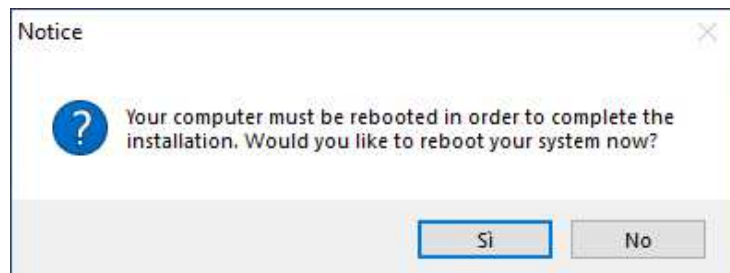 Notice
Your computer must be rebooted in order to complete the
installation. Would you like to reboot your system now?
Sì
No